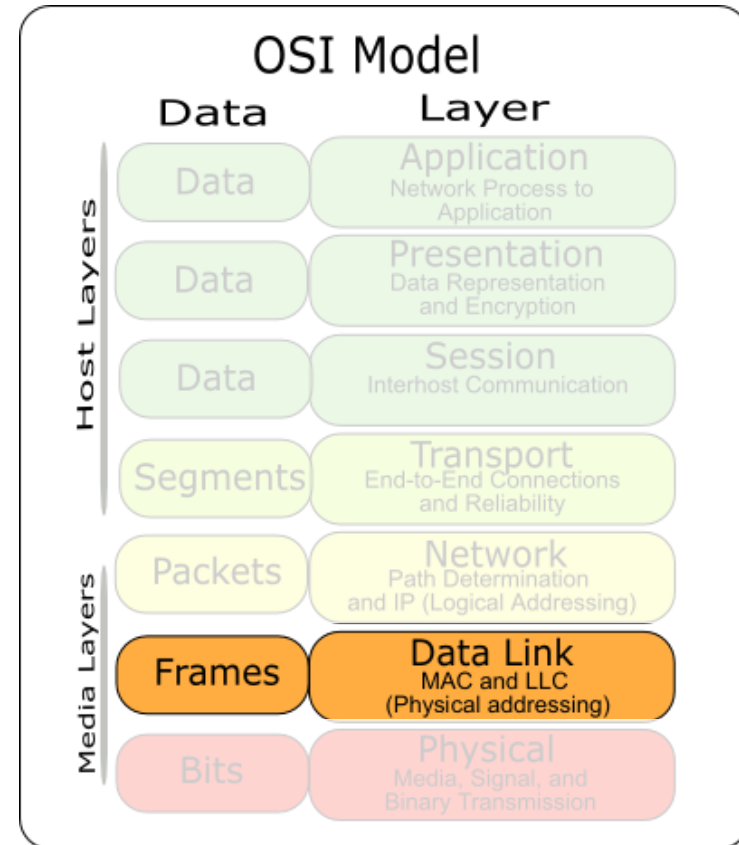 OSI Model
Data Layer
Host Layers
Data
Application
Network Process to
Application
Data
Presentation
Data Representation
and Encryption
Data
Session
Interhost Communication
Segments
Transport
End-to-End Connections
and Reliability
Media Layers
Packets
Network
Path Determination
and IP (Logical Addressing)
Frames
Data Link
MAC and LLC
(Physical addressing)
Bits
Physical
Media, Signal, and
Binary Transmission